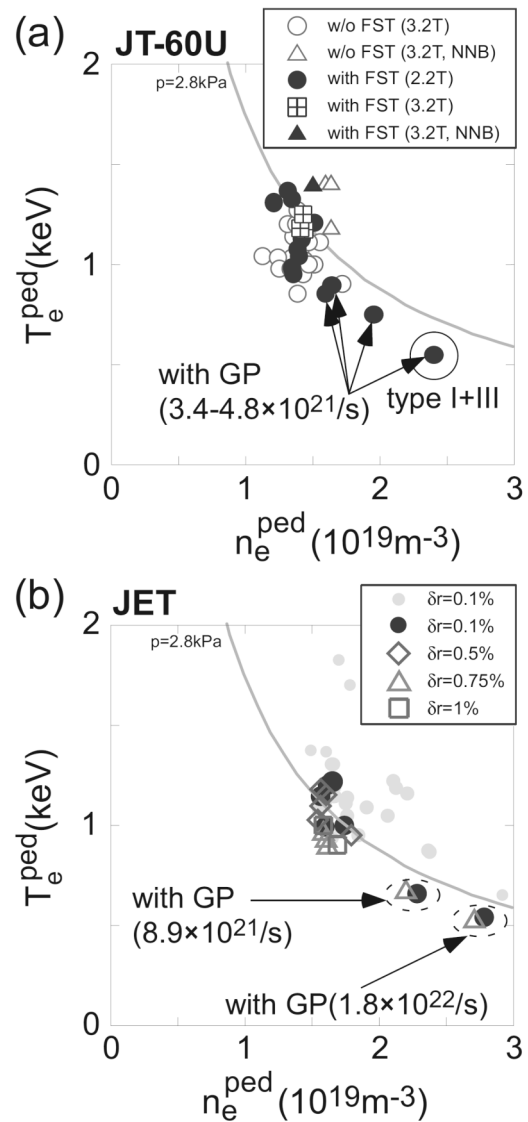 (a) JT-60U
w/o FST (3.2T)
w/o FST (3.2T, NNB)
with FST (2.2T)
with FST (3.2T)
with FST (3.2T, NNB)
p=2.8kPa
2
1
0
T_e^ped(keV)
with GP
(3.4-4.8×10^21/s)
type I+III
0 1 2 3
n_e^ped (10^19 m^-3)
(b) JET
δr=0.1%
δr=0.1%
δr=0.5%
δr=0.75%
δr=1%
p=2.8kPa
2
1
0
T_e^ped(keV)
with GP
(8.9×10^21/s)
with GP(1.8×10^22/s)
0 1 2 3
n_e^ped (10^19 m^-3)